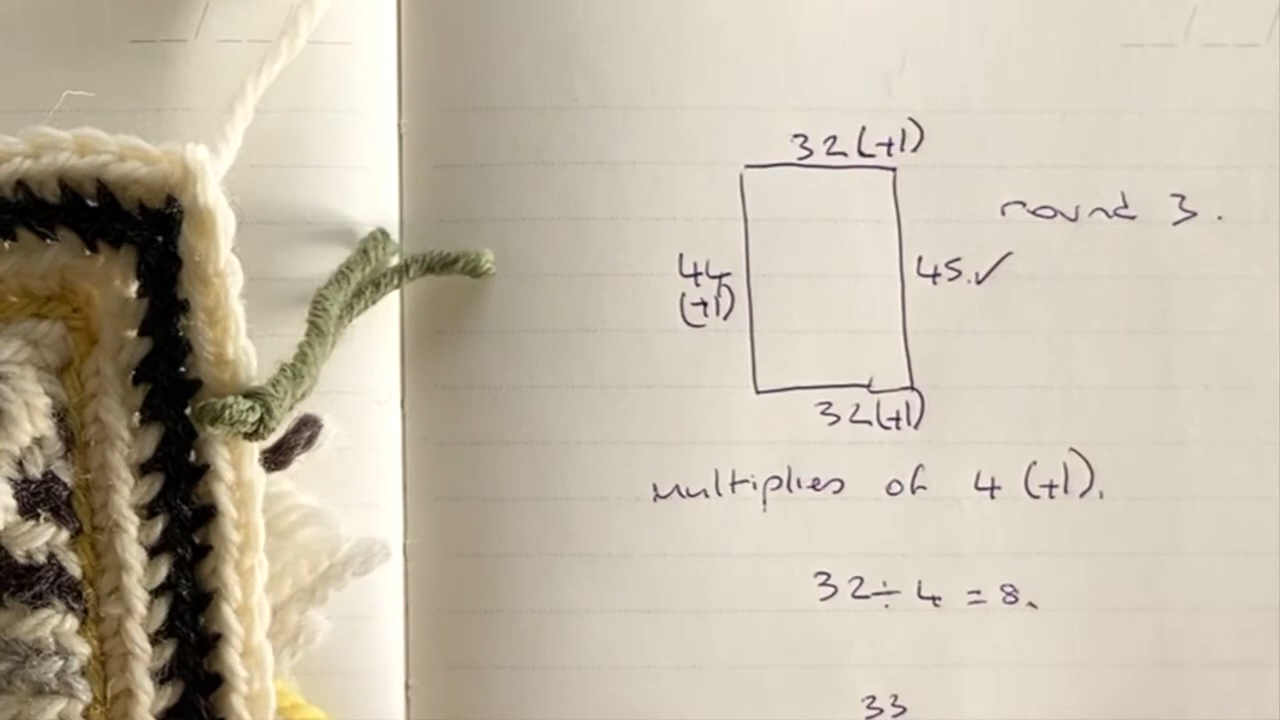 32(+1)
round 3.
44
(+1)
45.✓
32(+1)
Multiplies of 4 (+1).
32÷4 = 8.
33